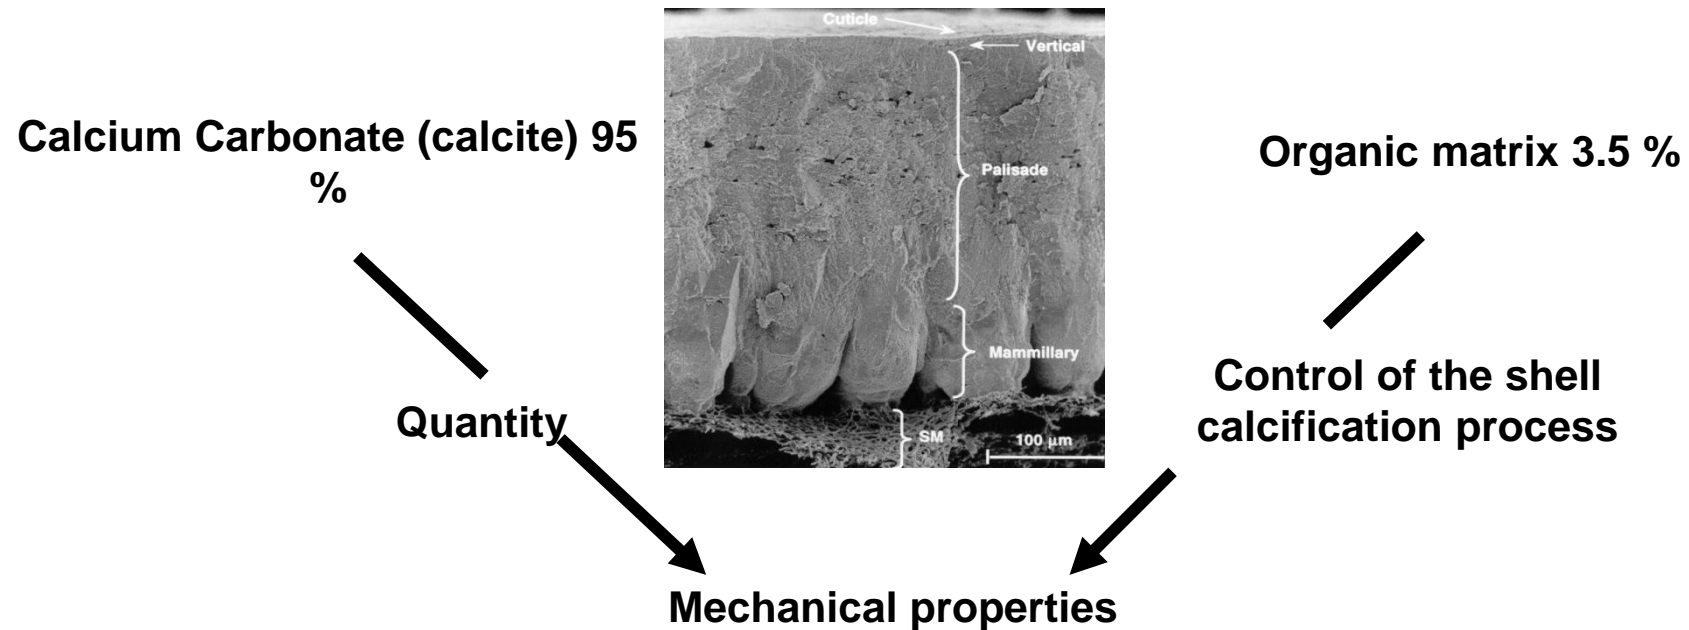 Cuticle
Vertical
Calcium Carbonate (calcite) 95
%
Organic matrix 3.5 %
Palisade
Mammillary
Control of the shell
calcification process
Quantity
SM
100 µm
Mechanical properties